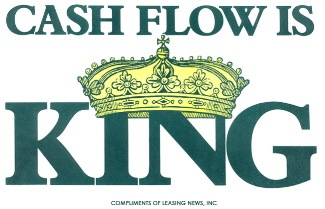 CASH FLOW IS
KING
COMPLIMENTS OF LEASING NEWS, INC